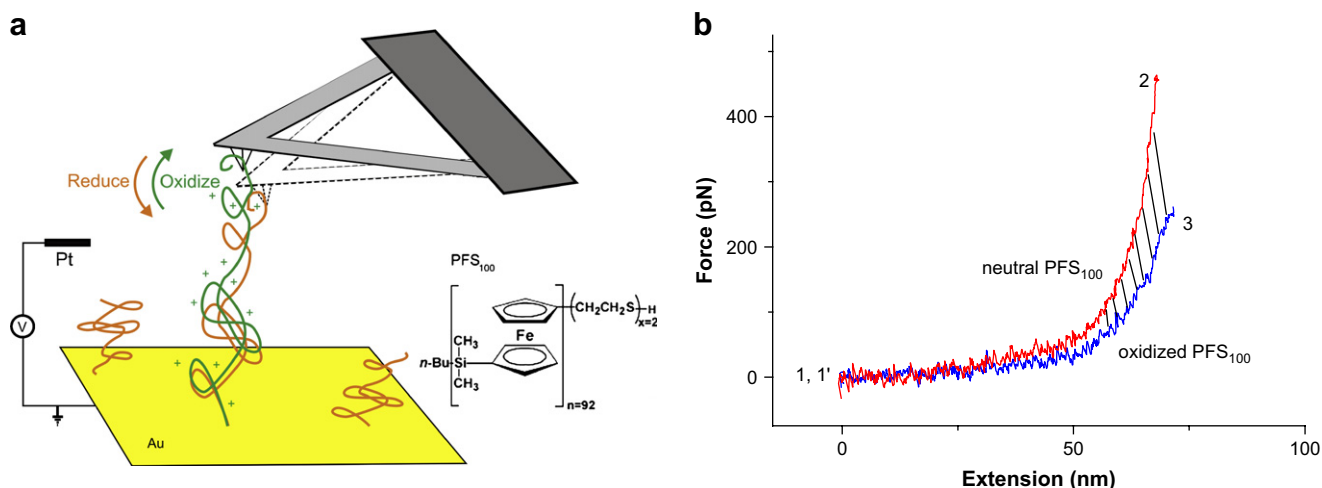 a
Reduce
Oxidize
+ + +
+ + + + + + + +
Pt
V
Au
PFS100
CH3
n-Bu Si
CH3
Fe
(CH2CH2S)x=2 H
n=92
b
Force (pN)
400
200
0
2
3
neutral PFS100
oxidized PFS100
1, 1'
0
50
100
Extension (nm)